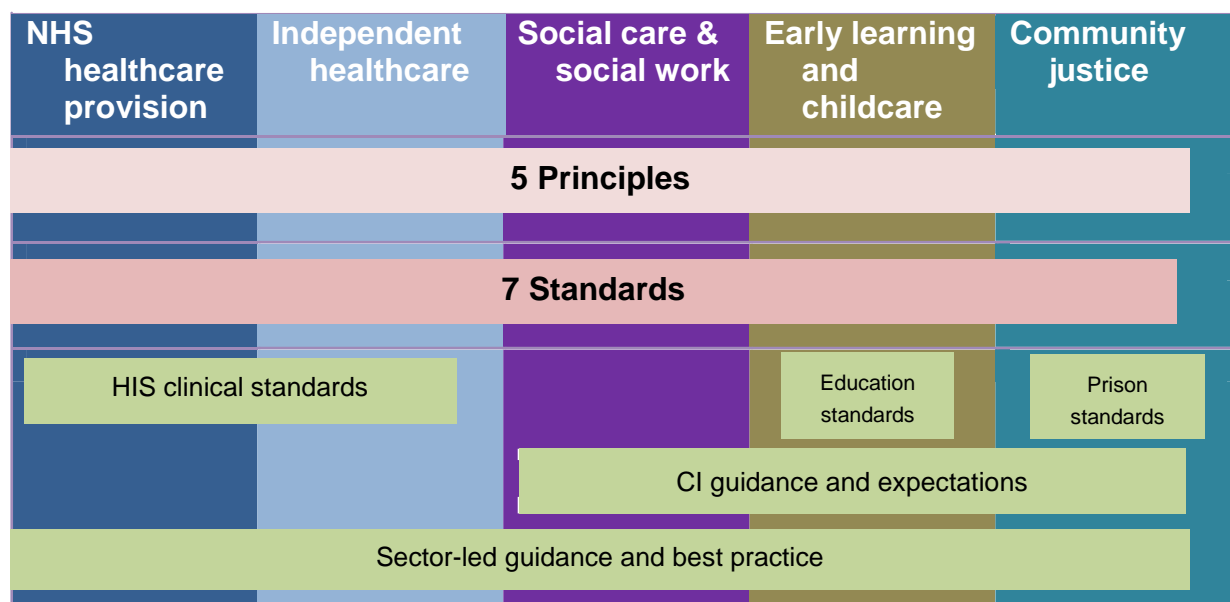 NHS
healthcare
provision
Independent
healthcare
Social care &
social work
Early learning
and
childcare
Community
justice
5 Principles
7 Standards
HIS clinical standards
Education
standards
Prison
standards
CI guidance and expectations
Sector-led guidance and best practice